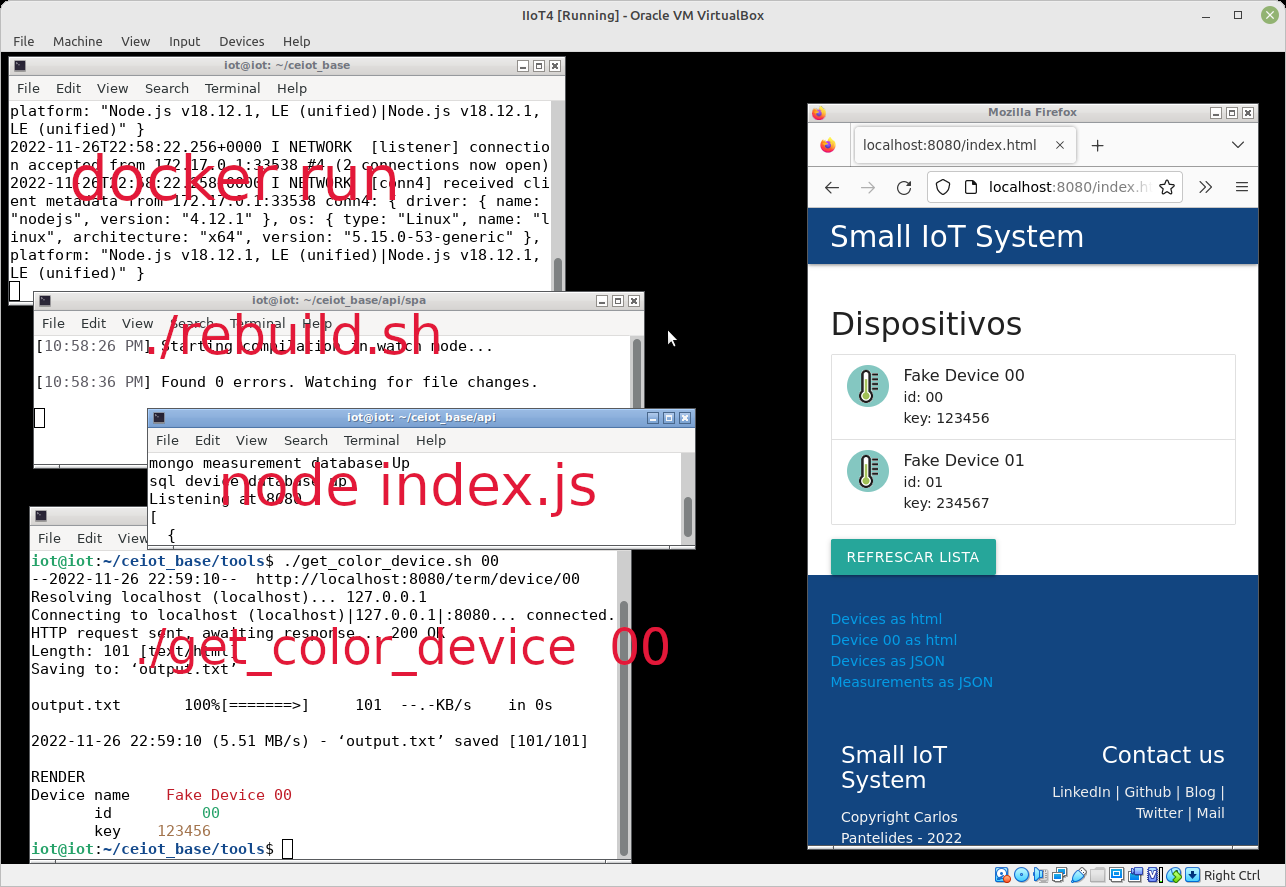 IIoT4 [Running] - Oracle VM VirtualBox
File Machine View Input Devices Help
iot@iot: ~/ceiot_base
File Edit View Search Terminal Help
platform: "Node.js v18.12.1, LE (unified)|Node.js v18.12.1,
LE (unified)" }
2022-11-26T22:58:22.256+0000 I NETWORK  [listener] connectio
n accepted from 172.17.0.1:33538 #4 (2 connections now open)
2022-11-26T22:58:22.258+0000 I NETWORK  [conn4] received cli
ent metadata from 172.17.0.1:33538 conn4: { driver: { name:
"nodejs", version: "4.12.1" }, os: { type: "Linux", name: "l
inux", architecture: "x64", version: "5.15.0-53-generic" },
platform: "Node.js v18.12.1, LE (unified)|Node.js v18.12.1,
LE (unified)" }
docker run
iot@iot: ~/ceiot_base/api/spa
File Edit View Search Terminal Help
[10:58:26 PM] Starting compilation in watch mode...
[10:58:36 PM] Found 0 errors. Watching for file changes.
./rebuild.sh
iot@iot: ~/ceiot_base/api
File Edit View Search Terminal Help
mongo measurement database Up
sql device database up
Listening at 8080
[
{
node index.js
File Edit View
iot@iot:~/ceiot_base/tools$ ./get_color_device.sh 00
--2022-11-26 22:59:10--  http://localhost:8080/term/device/00
Resolving localhost (localhost)... 127.0.0.1
Connecting to localhost (localhost)|127.0.0.1|:8080... connected.
HTTP request sent, awaiting response... 200 OK
Length: 101 [text/html]
Saving to: ‘output.txt’
output.txt 100%[=======>] 101 --.-KB/s in 0s
2022-11-26 22:59:10 (5.51 MB/s) - ‘output.txt’ saved [101/101]
RENDER
Device name Fake Device 00
id 00
key 123456
iot@iot:~/ceiot_base/tools$
./get_color_device 00
Mozilla Firefox
localhost:8080/index.html
localhost:8080/index.h
Small IoT System
Dispositivos
Fake Device 00
id: 00
key: 123456
Fake Device 01
id: 01
key: 234567
REFRESCAR LISTA
Devices as html
Device 00 as html
Devices as JSON
Measurements as JSON
Small IoT
System
Copyright Carlos
Pantelides - 2022
Contact us
LinkedIn | Github | Blog |
Twitter | Mail
Right Ctrl